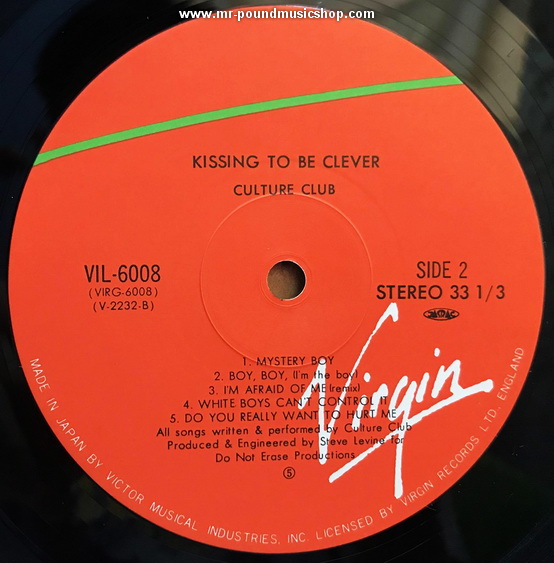 www.mr-poundmusicshop.com
KISSING TO BE CLEVER
CULTURE CLUB
VIL-6008
(VIRG-6008)
(V-2232-B)
SIDE 2
STEREO 33 1/3
1. MYSTERY BOY
2. BOY, BOY, (I'm the boy)
3. I'M AFRAID OF ME(remix)
4. WHITE BOYS CAN'T CONTROL IT
5. DO YOU REALLY WANT TO HURT ME
All songs written & performed by Culture Club
Produced & Engineered by Steve Levine for
Do Not Erase Productions
Virgin
⑤
MADE IN JAPAN BY VICTOR MUSICAL INDUSTRIES, INC. LICENSED BY VIRGIN RECORDS LTD. ENGLAND